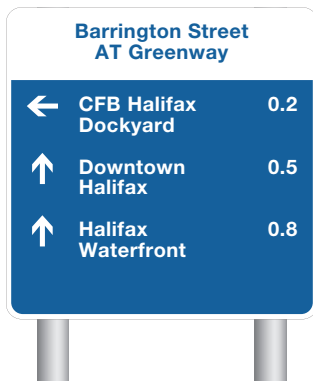 Barrington Street
AT Greenway
CFB Halifax 0.2
Dockyard
Downtown 0.5
Halifax
Halifax 0.8
Waterfront